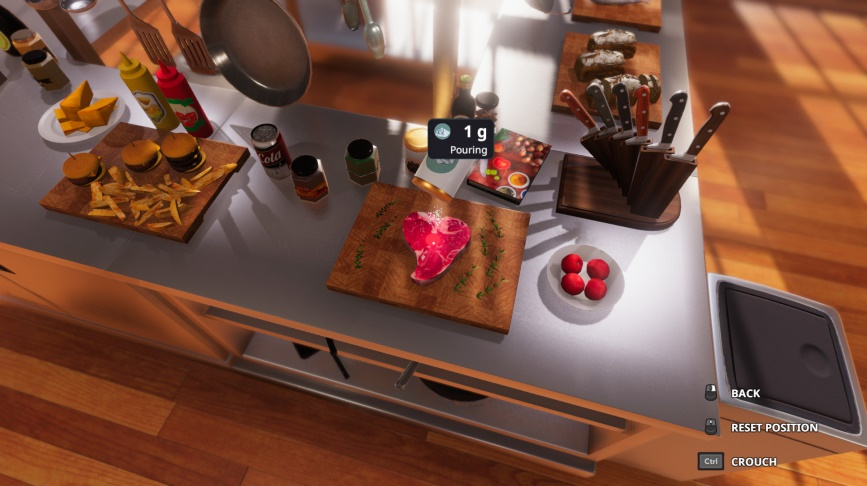 1 g
Pouring
Cola
BACK
RESET POSITION
Ctrl
CROUCH